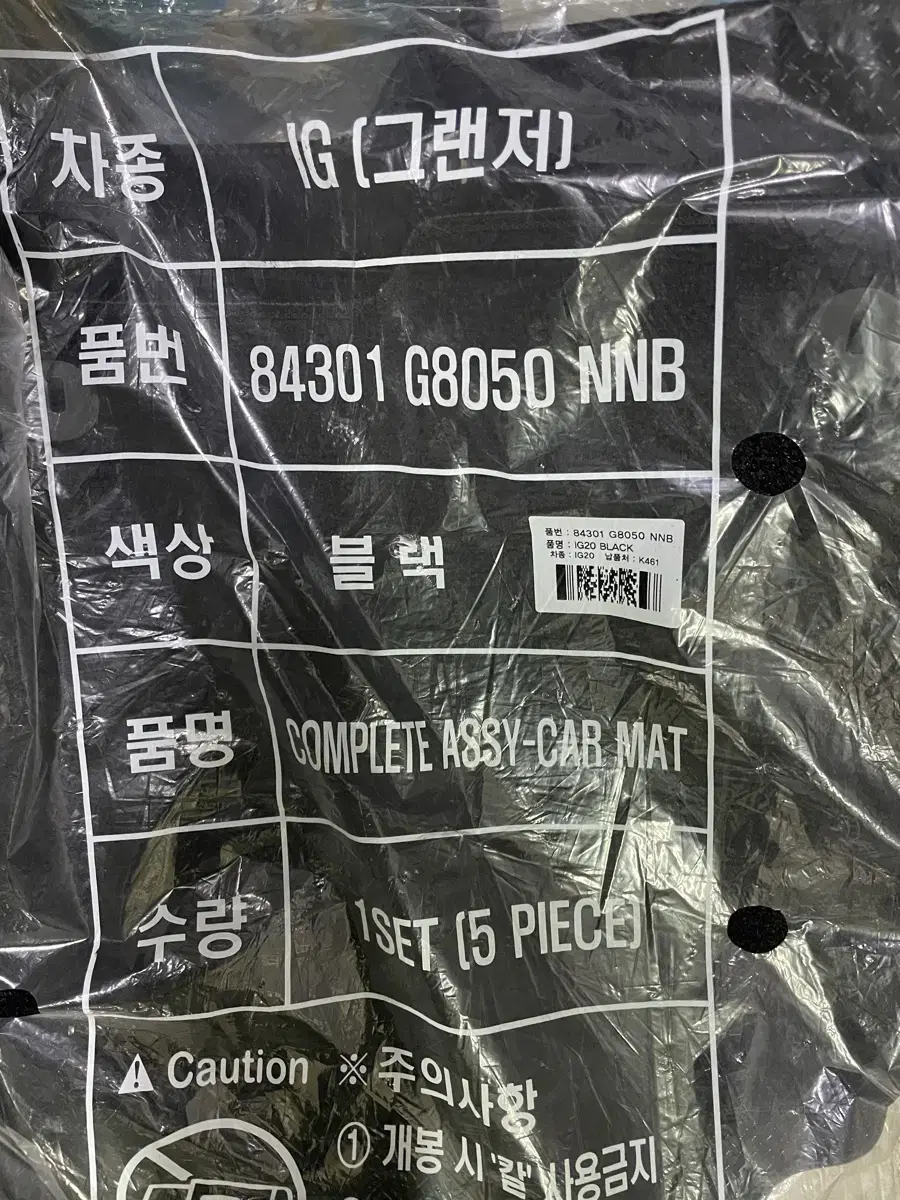 차종 IG (그랜저)
품번 84301 G8050 NNB
색상 블랙
품번 : 84301 G8050 NNB
품명 : IG20 BLACK
차종 : IG20 납품처 : K461
품명 COMPLETE ASSY-CAR MAT
수량 1SET (5 PIECE)
⚠ Caution ※주의사항
① 개봉 시 '칼' 사용금지